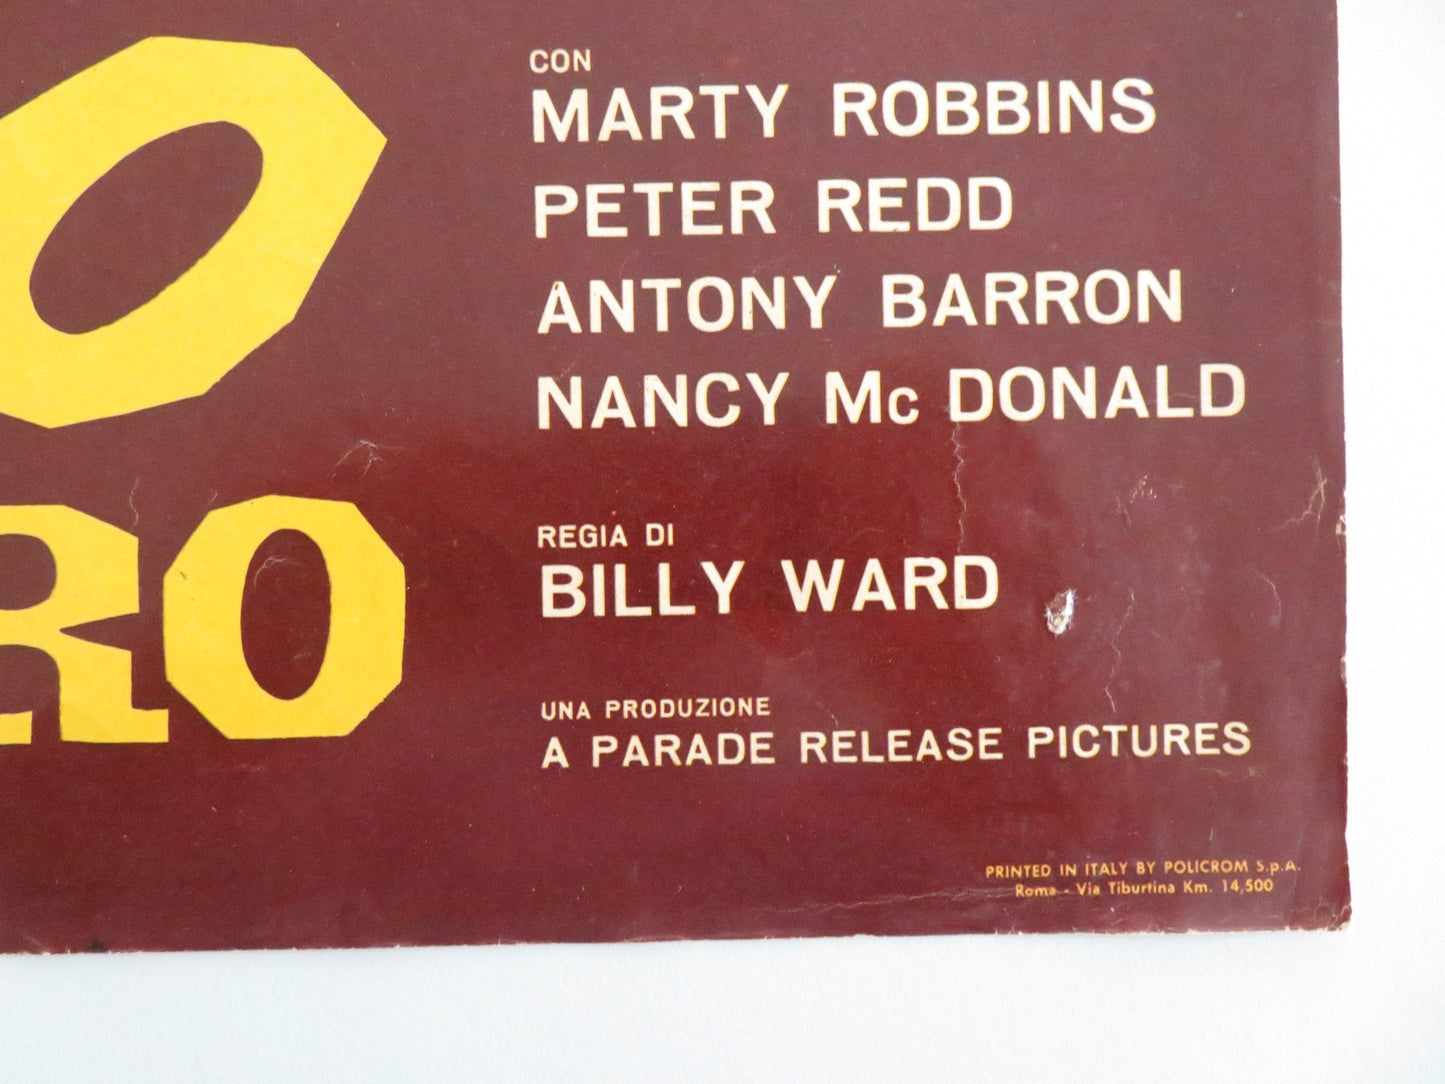 O
RO
CON
MARTY ROBBINS
PETER REDD
ANTONY BARRON
NANCY Mc DONALD
REGIA DI
BILLY WARD
UNA PRODUZIONE
A PARADE RELEASE PICTURES
PRINTED IN ITALY BY POLICROM S.p.A.
Roma - Via Tiburtina Km. 14,500